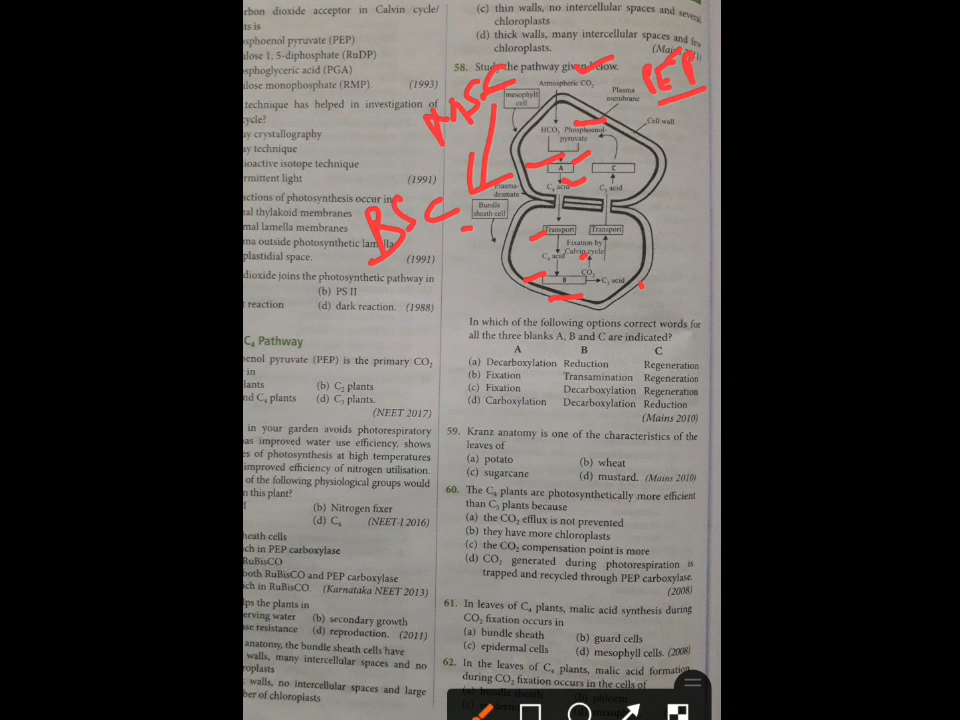 rbon dioxide acceptor in Calvin cycle/
ts is
sphoenol pyruvate (PEP)
ulose 1, 5-diphosphate (RuDP)
sphoglyceric acid (PGA)
ulose monophosphate (RMP). (1993)
technique has helped in investigation of
cycle?
ay crystallography
ay technique
ioactive isotope technique
rmittent light (1991)
actions of photosynthesis occur in
al thylakoid membranes
nal lamella membranes
na outside photosynthetic lamella
plastidial space. (1991)
dioxide joins the photosynthetic pathway in
(b) PS II
t reaction (d) dark reaction. (1988)
C4 Pathway
enol pyruvate (PEP) is the primary CO2
in
lants (b) C2 plants
nd C4 plants (d) C3 plants.
(NEET 2017)
in your garden avoids photorespiratory
as improved water use efficiency, shows
es of photosynthesis at high temperatures
improved efficiency of nitrogen utilisation.
of the following physiological groups would
n this plant?
(b) Nitrogen fixer
(d) C4 (NEET-I 2016)
heath cells
ich in PEP carboxylase
RuBisCO
both RuBisCO and PEP carboxylase
ich in RuBisCO. (Karnataka NEET 2013)
lps the plants in
erving water (b) secondary growth
ase resistance (d) reproduction. (2011)
anatomy, the bundle sheath cells have
walls, many intercellular spaces and no
roplasts
walls, no intercellular spaces and large
ber of chloroplasts
(c) thin walls, no intercellular spaces and several
chloroplasts
(d) thick walls, many intercellular spaces and few
chloroplasts.
58. Study the pathway given below.
PEP
MSC
BSC
Atmospheric CO2
mesophyll
cell
Plasma
membrane
Cell wall
HCO3 Phosphoenol-
pyruvate
A
C
C4 acid
C3 acid
Plasmo-
desmata
Bundle
sheath cell
Transport
Transport
Fixation by
Calvin cycle
C4 acid
CO2
B
C3 acid
In which of the following options correct words for
all the three blanks A, B and C are indicated?
A B C
(a) Decarboxylation Reduction Regeneration
(b) Fixation Transamination Regeneration
(c) Fixation Decarboxylation Regeneration
(d) Carboxylation Decarboxylation Reduction
(Mains 2010)
59. Kranz anatomy is one of the characteristics of the
leaves of
(a) potato (b) wheat
(c) sugarcane (d) mustard. (Mains 2010)
60. The C4 plants are photosynthetically more efficient
than C3 plants because
(a) the CO2 efflux is not prevented
(b) they have more chloroplasts
(c) the CO2 compensation point is more
(d) CO2 generated during photorespiration is
trapped and recycled through PEP carboxylase.
(2008)
61. In leaves of C4 plants, malic acid synthesis during
CO2 fixation occurs in
(a) bundle sheath (b) guard cells
(c) epidermal cells (d) mesophyll cells. (2008)
62. In the leaves of C4 plants, malic acid formation
during CO2 fixation occurs in the cells of
(a) bundle sheath (b) phloem